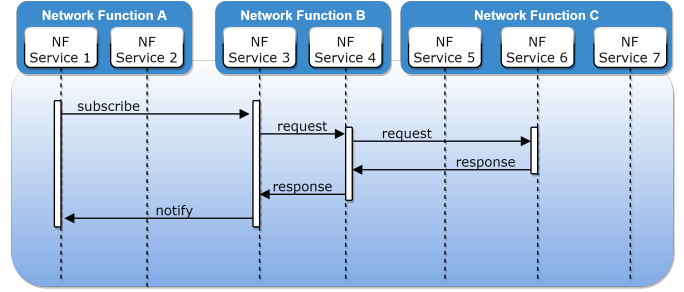 Network Function A
Network Function B
Network Function C
NF
Service 1
NF
Service 2
NF
Service 3
NF
Service 4
NF
Service 5
NF
Service 6
NF
Service 7
subscribe
request
request
response
response
notify